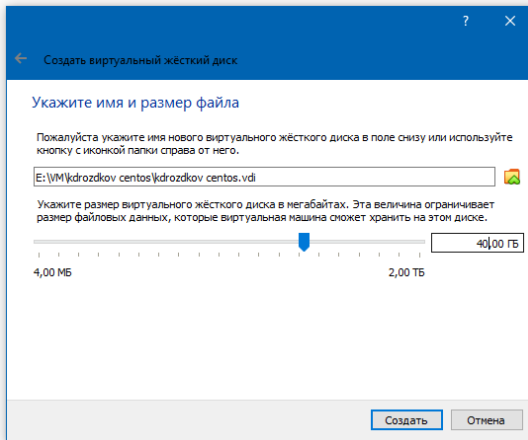 ?
Создать виртуальный жёсткий диск
Укажите имя и размер файла
Пожалуйста укажите имя нового виртуального жёсткого диска в поле снизу или используйте
кнопку с иконкой папки справа от него.
E:\VM\kdrozdkov centos\kdrozdkov centos.vdi
Укажите размер виртуального жёсткого диска в мегабайтах. Эта величина ограничивает
размер файловых данных, которые виртуальная машина сможет хранить на этом диске.
40,00 ГБ
4,00 МБ 2,00 ТБ
Создать Отмена